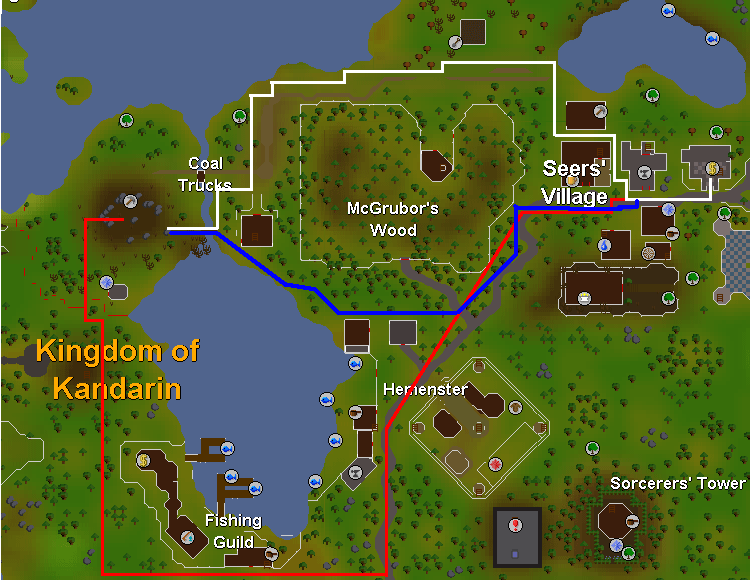 Coal
Trucks
Seers'
Village
McGrubor's
Wood
Kingdom of
Kandarin
Hemenster
Sorcerers' Tower
Fishing
Guild